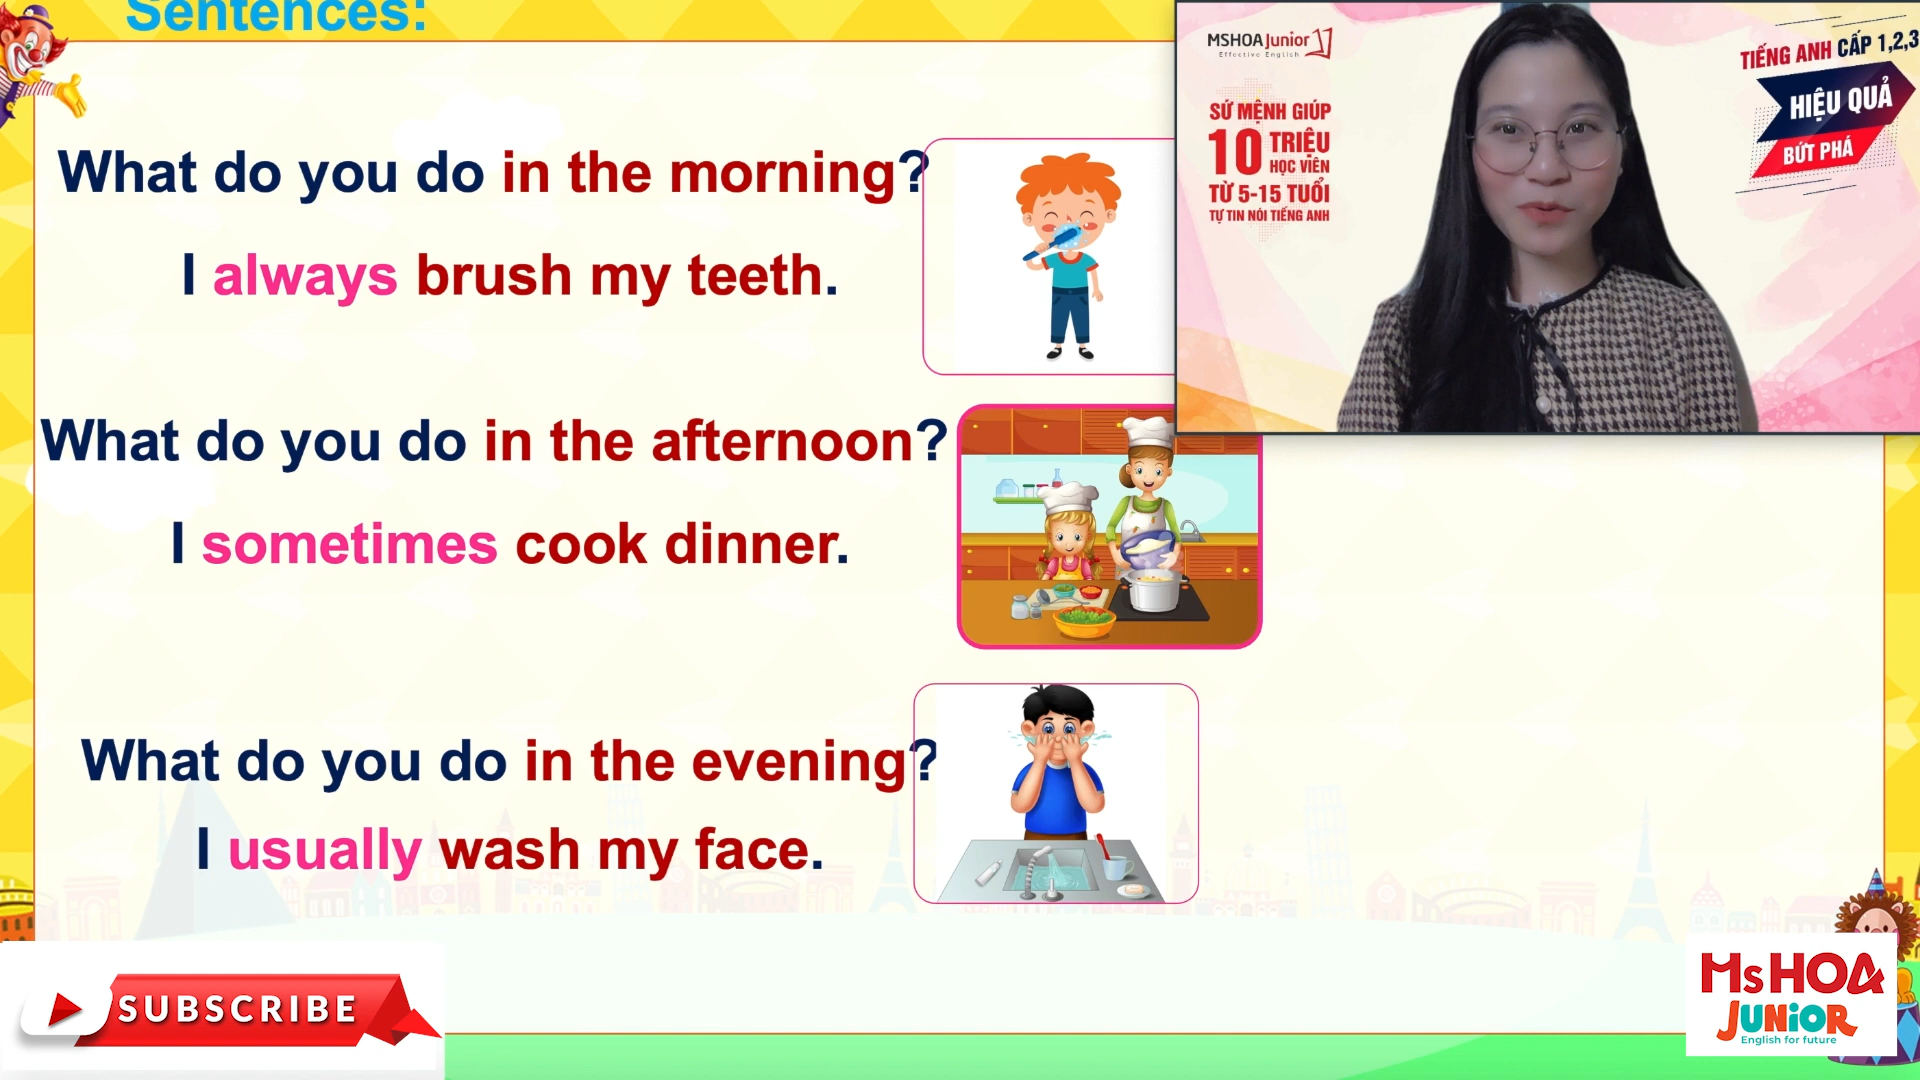 Sentences:
What do you do in the morning?
I always brush my teeth.
What do you do in the afternoon?
I sometimes cook dinner.
What do you do in the evening?
I usually wash my face.
MSHOA Junior
Effective English
SỨ MỆNH GIÚP
10 TRIỆU
HỌC VIÊN
TỪ 5-15 TUỔI
TỰ TIN NÓI TIẾNG ANH
TIẾNG ANH CẤP 1,2,3
HIỆU QUẢ
BỨT PHÁ
SUBSCRIBE
MsHOA
JUNiOR
English for future